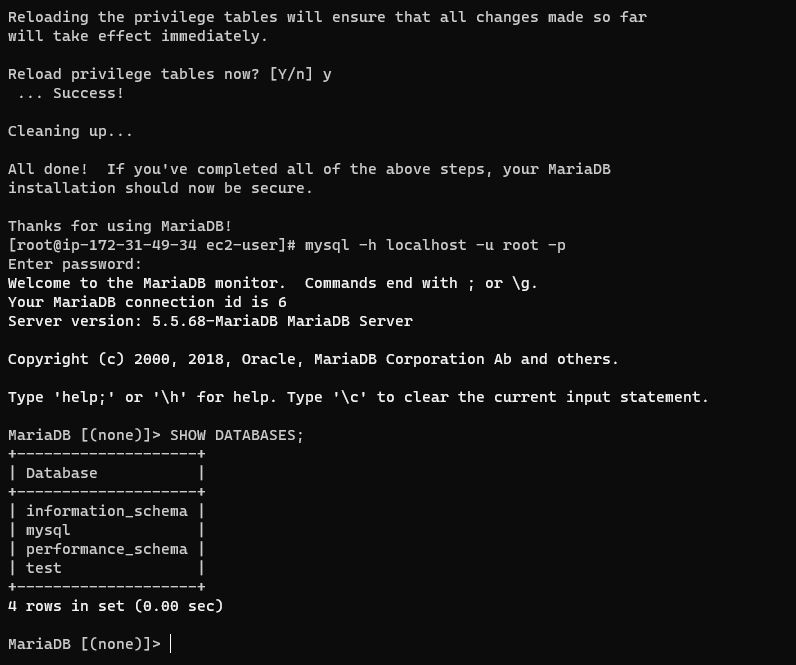 Reloading the privilege tables will ensure that all changes made so far
will take effect immediately.
Reload privilege tables now? [Y/n] y
 ... Success!
Cleaning up...
All done!  If you've completed all of the above steps, your MariaDB
installation should now be secure.
Thanks for using MariaDB!
[root@ip-172-31-49-34 ec2-user]# mysql -h localhost -u root -p
Enter password:
Welcome to the MariaDB monitor.  Commands end with ; or \g.
Your MariaDB connection id is 6
Server version: 5.5.68-MariaDB MariaDB Server
Copyright (c) 2000, 2018, Oracle, MariaDB Corporation Ab and others.
Type 'help;' or '\h' for help. Type '\c' to clear the current input statement.
MariaDB [(none)]> SHOW DATABASES;
+--------------------+
| Database           |
+--------------------+
| information_schema |
| mysql              |
| performance_schema |
| test               |
+--------------------+
4 rows in set (0.00 sec)
MariaDB [(none)]>